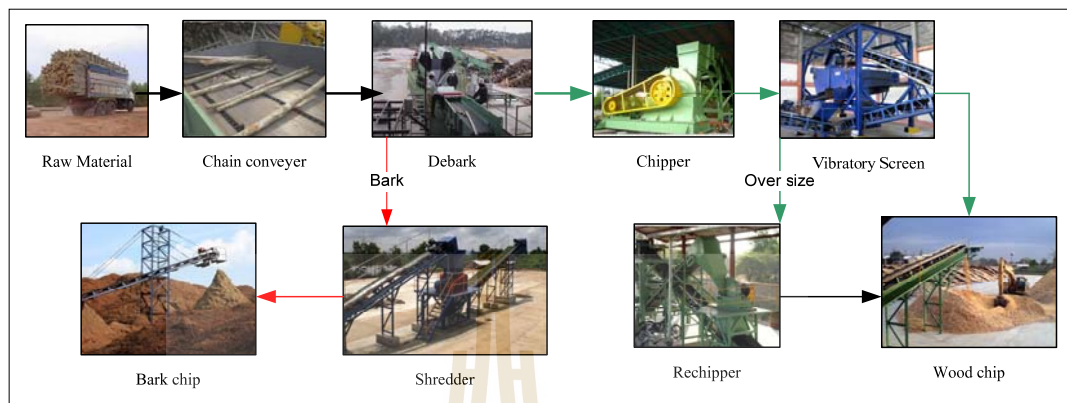 Raw Material
Chain conveyer
Debark
Chipper
Vibratory Screen
Bark
Over size
Bark chip
Shredder
Rechipper
Wood chip